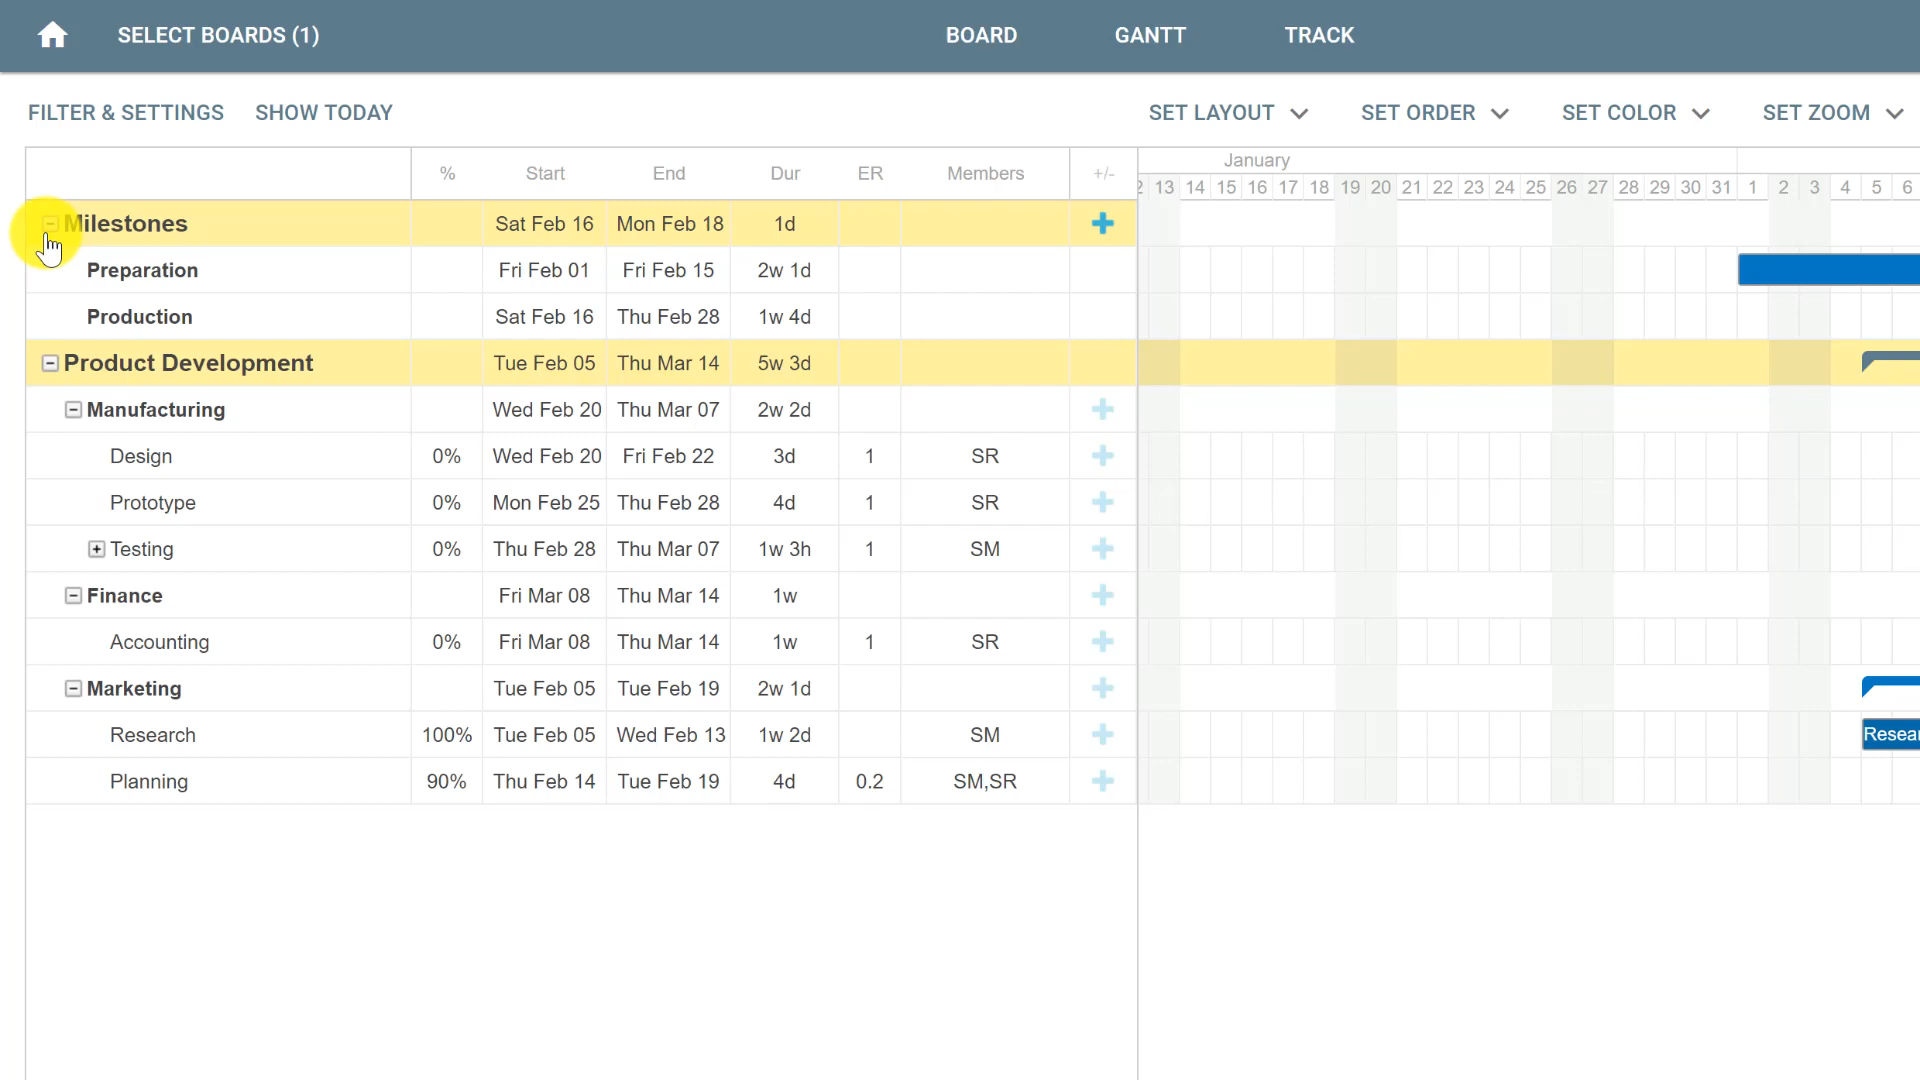 SELECT BOARDS (1) BOARD GANTT TRACK
FILTER & SETTINGS SHOW TODAY SET LAYOUT SET ORDER SET COLOR SET ZOOM
% Start End Dur ER Members +/-
January
13 14 15 16 17 18 19 20 21 22 23 24 25 26 27 28 29 30 31 1 2 3 4 5 6
Milestones Sat Feb 16 Mon Feb 18 1d
Preparation Fri Feb 01 Fri Feb 15 2w 1d
Production Sat Feb 16 Thu Feb 28 1w 4d
Product Development Tue Feb 05 Thu Mar 14 5w 3d
Manufacturing Wed Feb 20 Thu Mar 07 2w 2d
Design 0% Wed Feb 20 Fri Feb 22 3d 1 SR
Prototype 0% Mon Feb 25 Thu Feb 28 4d 1 SR
Testing 0% Thu Feb 28 Thu Mar 07 1w 3h 1 SM
Finance Fri Mar 08 Thu Mar 14 1w
Accounting 0% Fri Mar 08 Thu Mar 14 1w 1 SR
Marketing Tue Feb 05 Tue Feb 19 2w 1d
Research 100% Tue Feb 05 Wed Feb 13 1w 2d SM Resear
Planning 90% Thu Feb 14 Tue Feb 19 4d 0.2 SM,SR